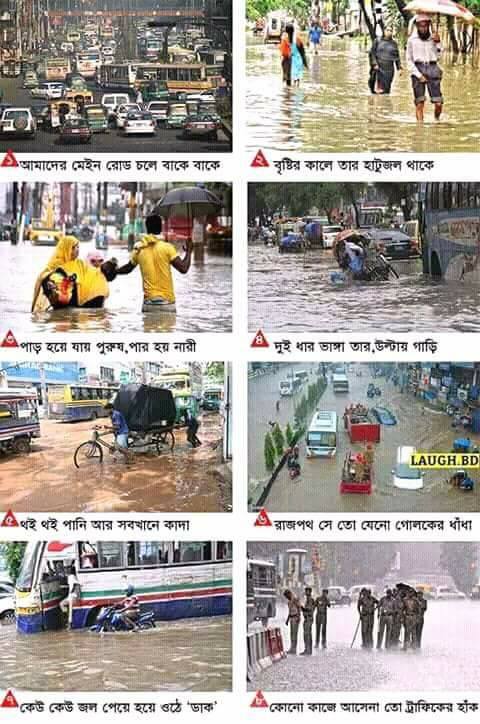 ১ আমাদের মেইন রোড চলে বাকে বাকে
২ বৃষ্টির কালে তার হাটুজল থাকে
৩ পাড় হয়ে যায় পুরুষ,পার হয় নারী
৪ দুই ধার ভাঙ্গা তার,উল্টায় গাড়ি
৫ থই থই পানি আর সবখানে কাদা
LAUGH.BD
৬ রাজপথ সে তো যেনো গোলকের ধাঁধা
৭ কেউ কেউ জল পেয়ে হয়ে ওঠে ‘ডাক’
৮ কোনো কাজে আসেনা তো ট্রাফিকের হাঁক